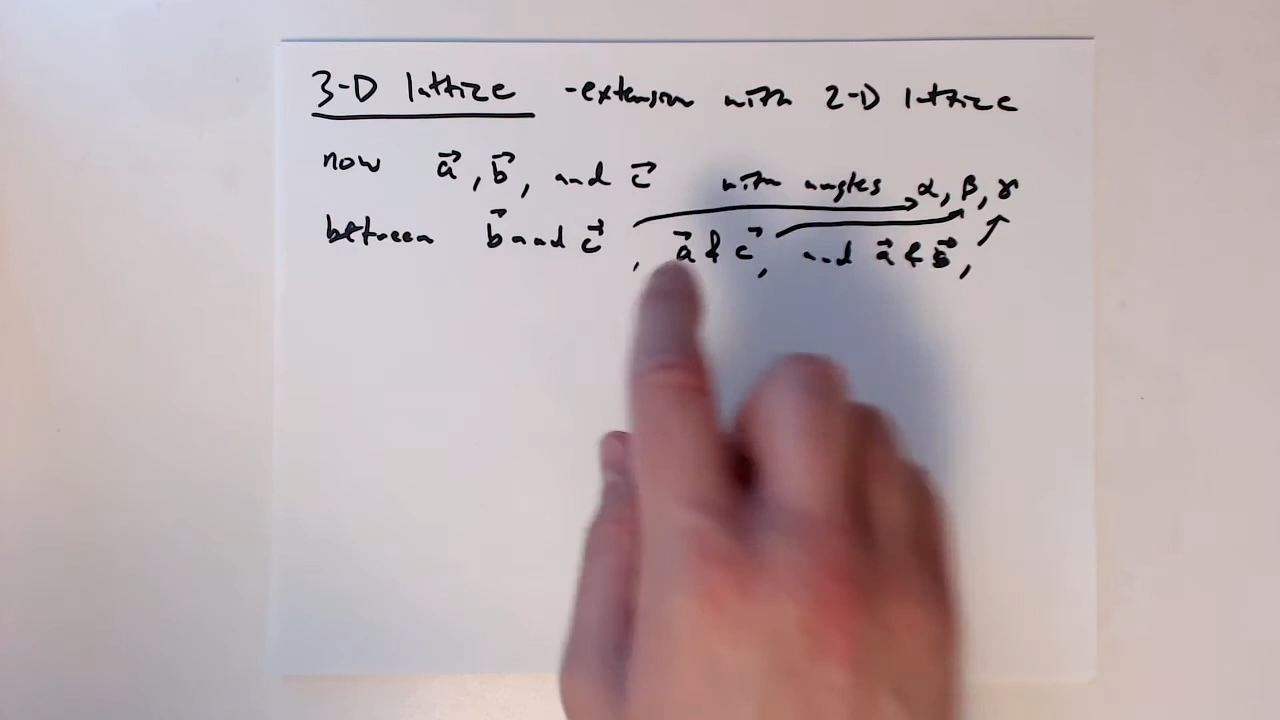 3-D lattice - extension with 2-D lattice
now a⃗, b⃗, and c⃗ with angles α, β, γ
between b⃗ and c⃗, a⃗ & c⃗, and a⃗ & b⃗,